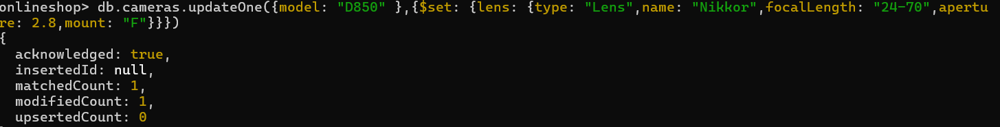 onlineshop> db.cameras.updateOne({model: "D850" },{$set: {lens: {type: "Lens",name: "Nikkor",focalLength: "24-70",apertu
re: 2.8,mount: "F"}}})
{
  acknowledged: true,
  insertedId: null,
  matchedCount: 1,
  modifiedCount: 1,
  upsertedCount: 0